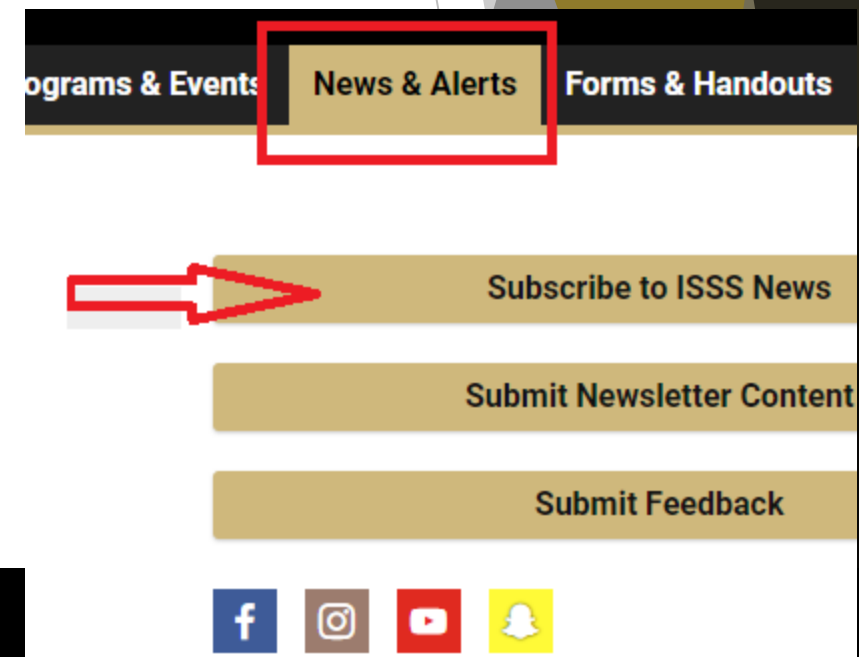 ograms & Events
News & Alerts
Forms & Handouts
Subscribe to ISSS News
Submit Newsletter Content
Submit Feedback